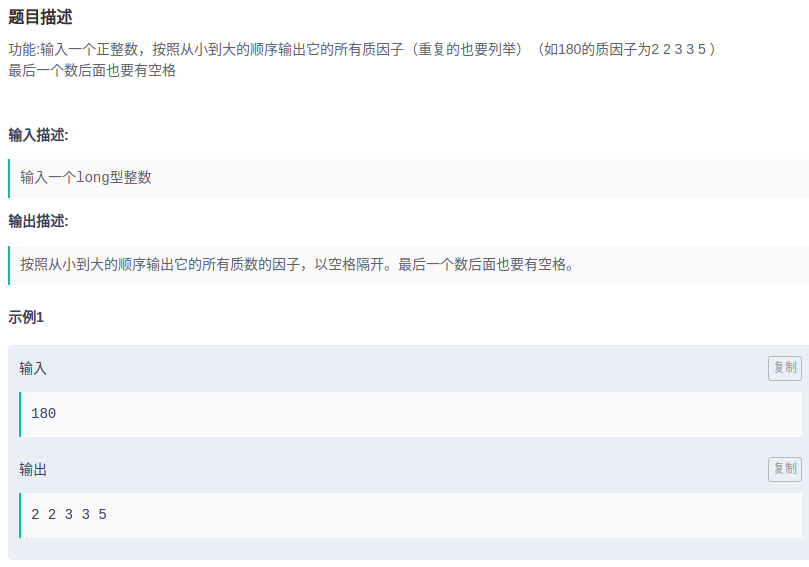 题目描述
功能:输入一个正整数，按照从小到大的顺序输出它的所有质因子（重复的也要列举）（如180的质因子为2 2 3 3 5 ）
最后一个数后面也要有空格
输入描述:
输入一个long型整数
输出描述:
按照从小到大的顺序输出它的所有质数的因子，以空格隔开。最后一个数后面也要有空格。
示例1
输入
复制
180
输出
复制
2 2 3 3 5